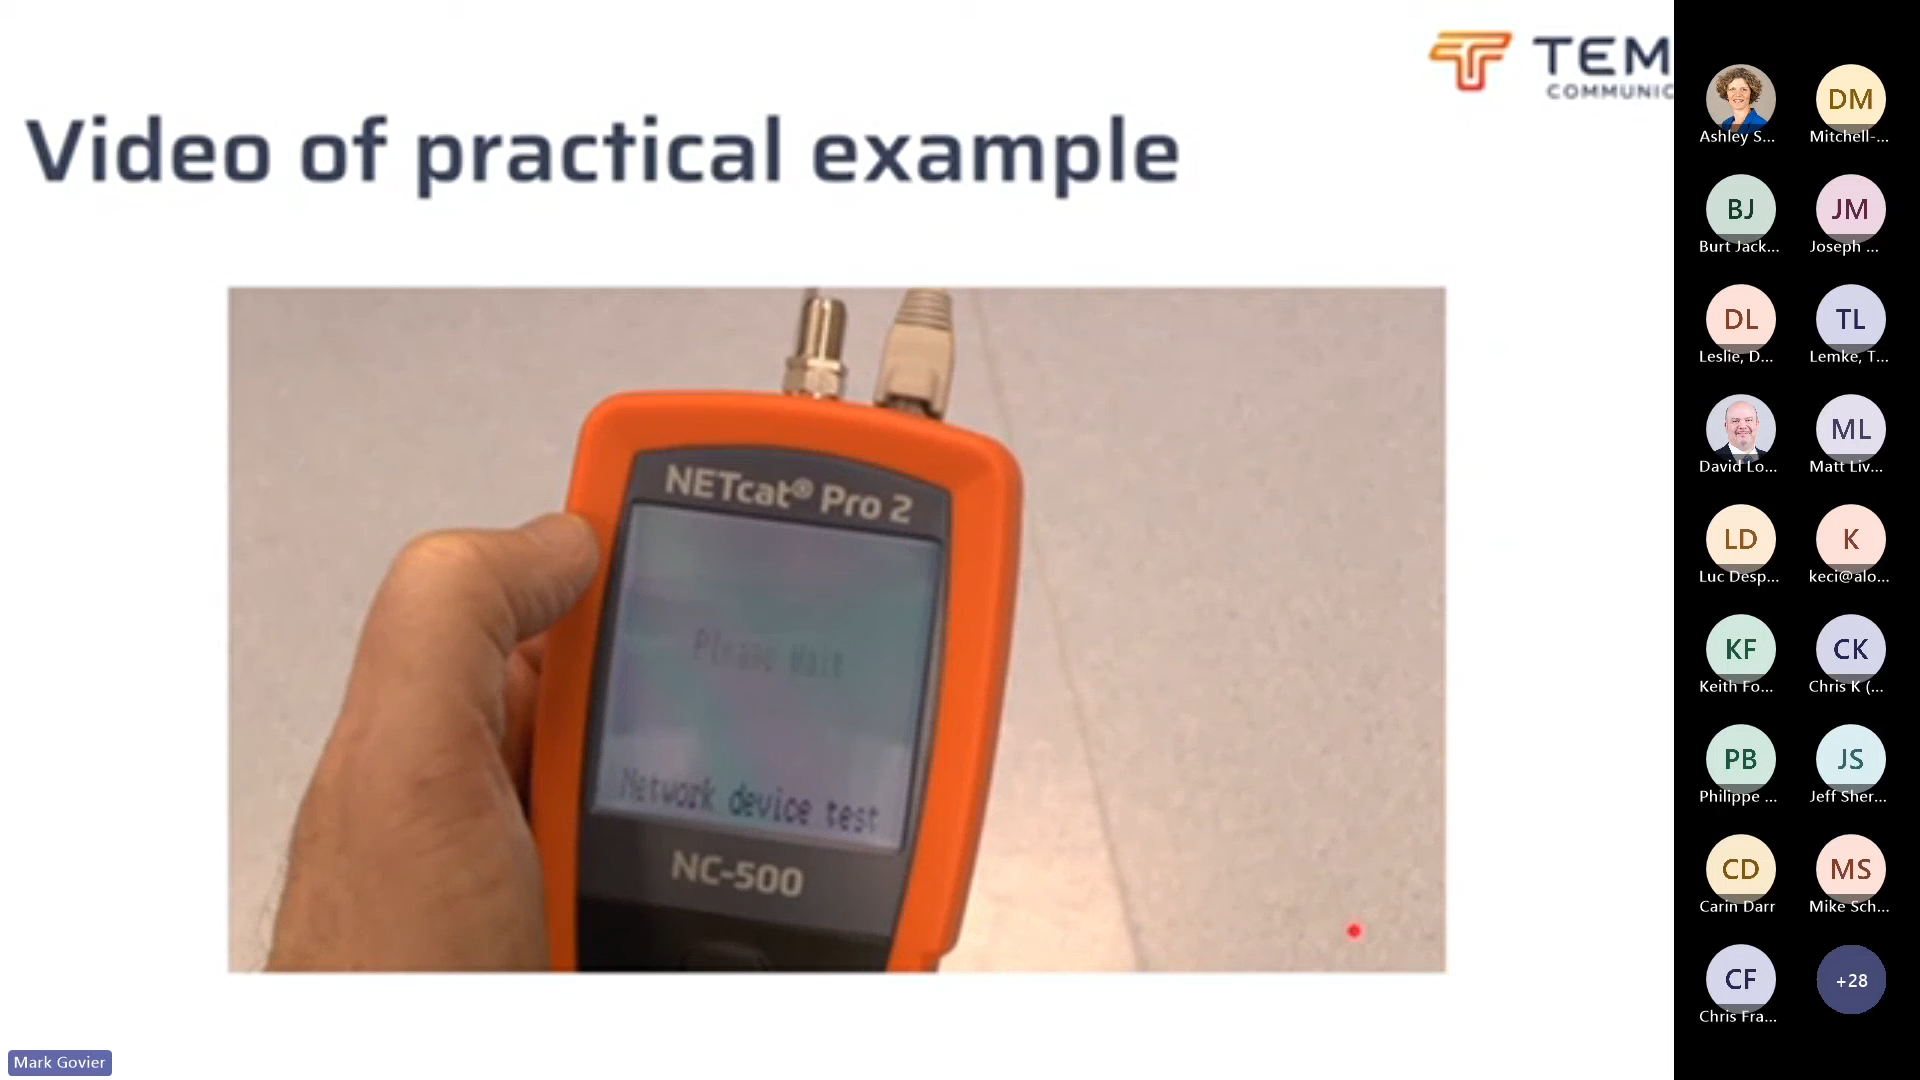 TEM
COMMUNIC
Video of practical example
NETcat® Pro 2
Please Wait
Network device test
NC-500
Mark Govier
Ashley S...
DM
Mitchell-...
BJ
Burt Jack...
JM
Joseph ...
DL
Leslie, D...
TL
Lemke, T...
David Lo...
ML
Matt Liv...
LD
Luc Desp...
K
keci@alo...
KF
Keith Fo...
CK
Chris K (...
PB
Philippe ...
JS
Jeff Sher...
CD
Carin Darr
MS
Mike Sch...
CF
Chris Fra...
+28